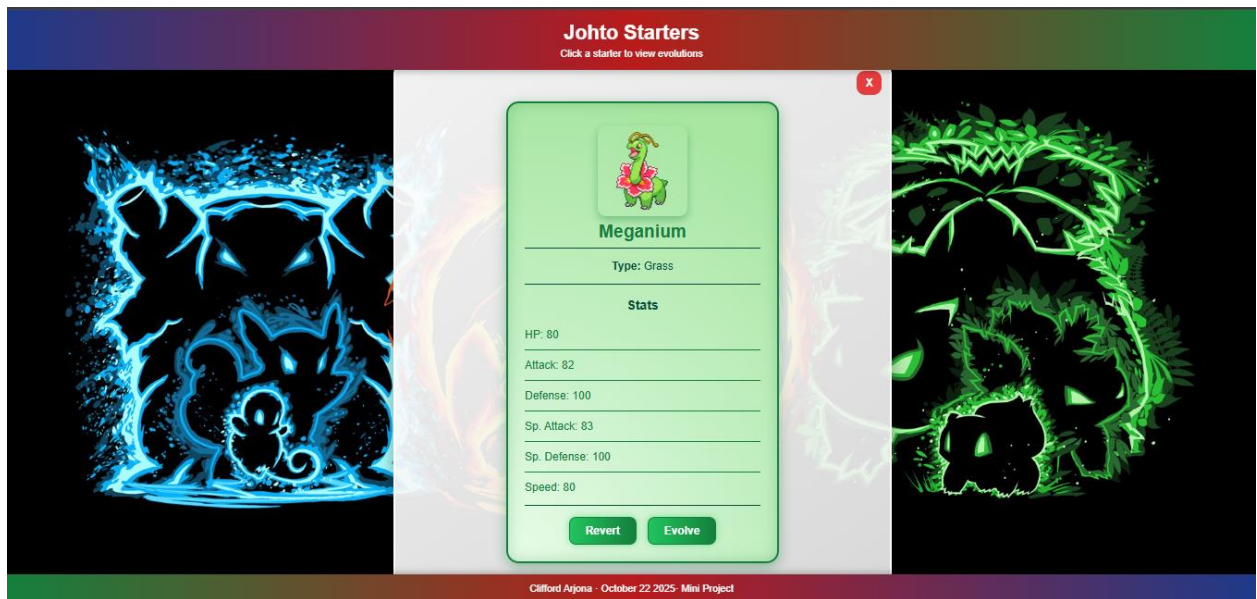 Johto Starters
Click a starter to view evolutions
X
Meganium
Type: Grass
Stats
HP: 80
Attack: 82
Defense: 100
Sp. Attack: 83
Sp. Defense: 100
Speed: 80
Revert Evolve
Clifford Arjona · October 22 2025- Mini Project